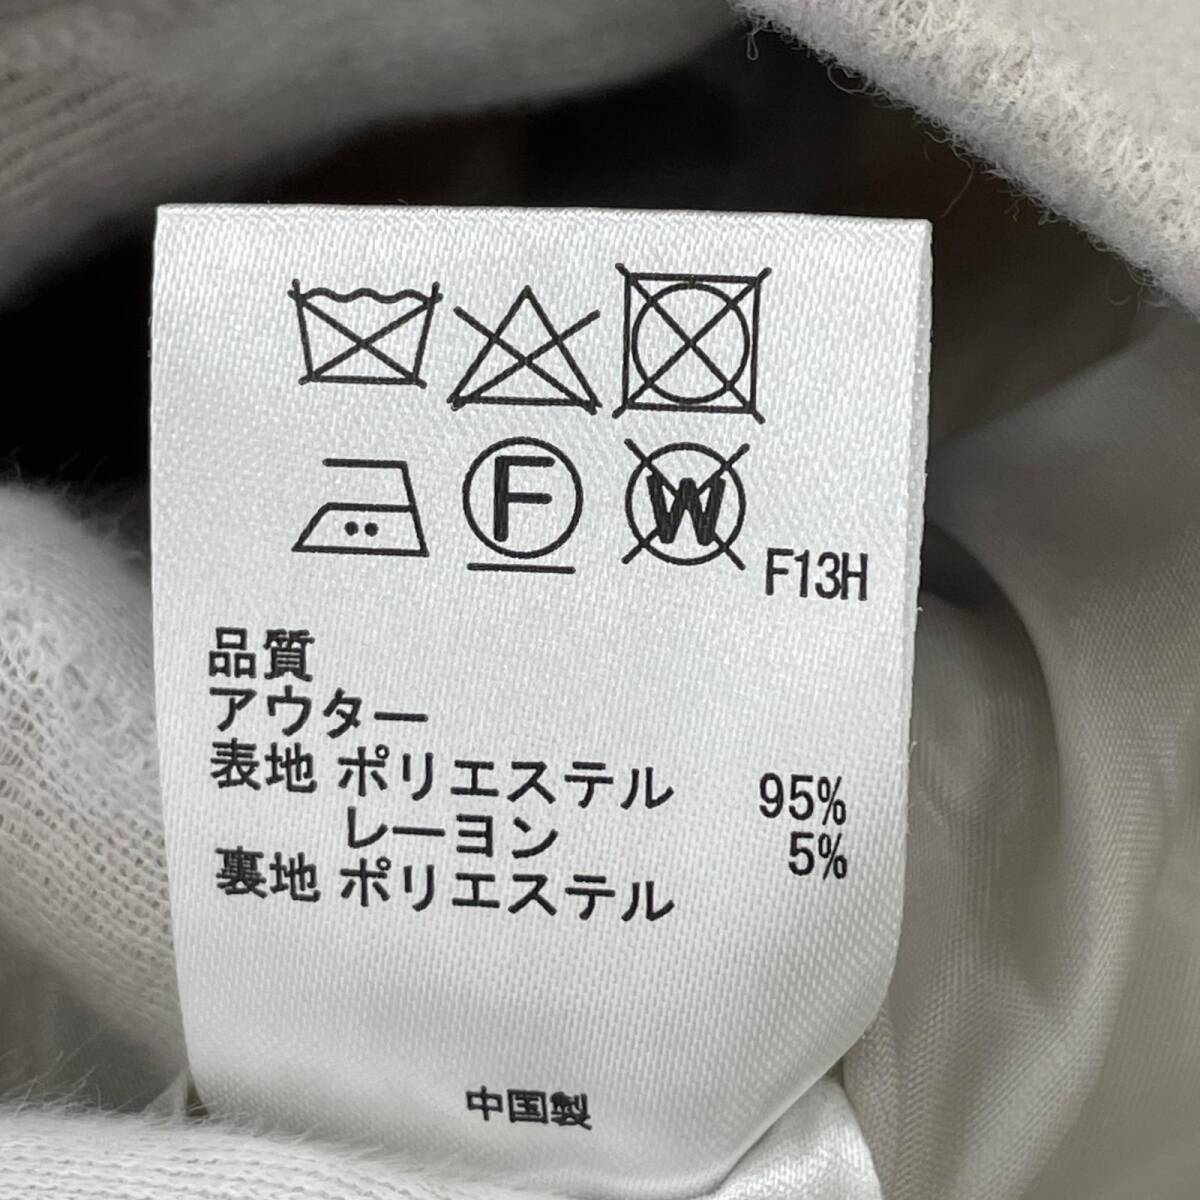 F W F13H
品質
アウター
表地 ポリエステル 95%
レーヨン 5%
裏地 ポリエステル
中国製